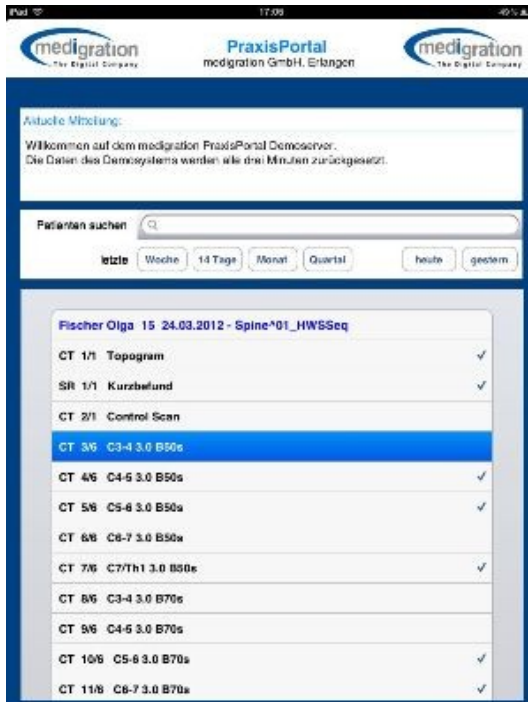 iPad 17:06 49%
medigration
The Digital Company
PraxisPortal
medigration GmbH, Erlangen
medigration
The Digital Company
Aktuelle Mitteilung:
Willkommen auf dem medigration PraxisPortal Demoserver.
Die Daten des Demosystems werden alle drei Minuten zurückgesetzt.
Patienten suchen
letzte Woche 14 Tage Monat Quartal heute gestern
Fischer Olga 15 24.03.2012 - Spine^01_HWSSeq
CT 1/1 Topogram
SR 1/1 Kurzbefund
CT 2/1 Control Scan
CT 3/6 C3-4 3.0 B50s
CT 4/6 C4-5 3.0 B50s
CT 5/6 C5-6 3.0 B50s
CT 6/6 C6-7 3.0 B50s
CT 7/6 C7/Th1 3.0 B50s
CT 8/6 C3-4 3.0 B70s
CT 9/6 C4-5 3.0 B70s
CT 10/6 C5-6 3.0 B70s
CT 11/6 C6-7 3.0 B70s